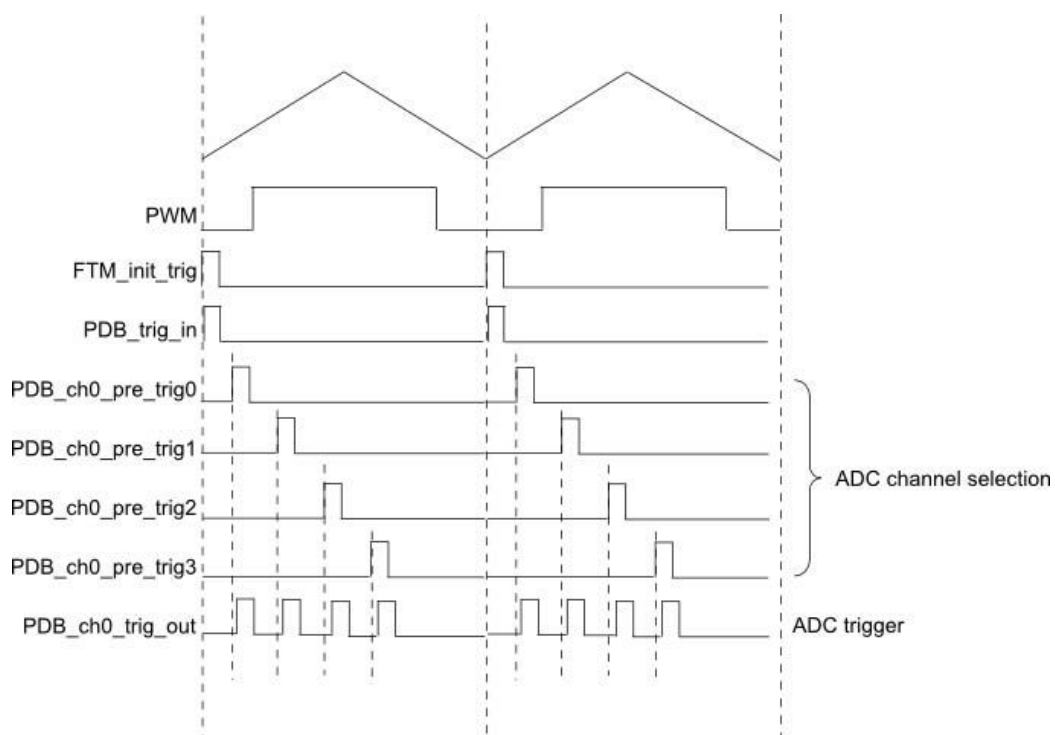 PWM
FTM_init_trig
PDB_trig_in
PDB_ch0_pre_trig0
PDB_ch0_pre_trig1
PDB_ch0_pre_trig2
PDB_ch0_pre_trig3
PDB_ch0_trig_out
ADC channel selection
ADC trigger